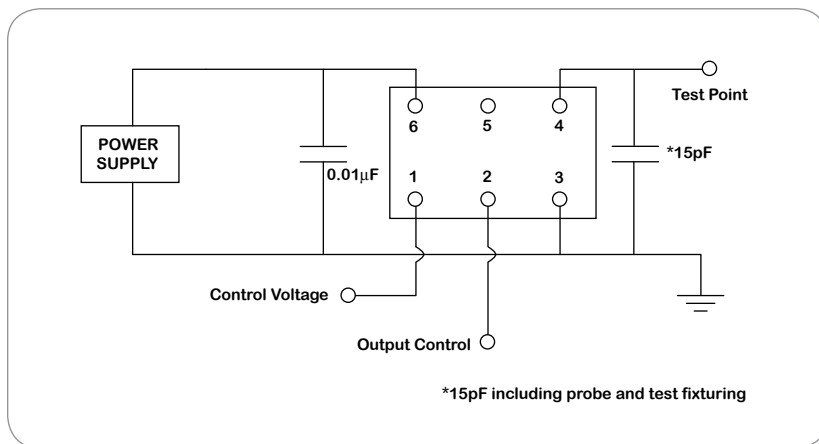 6 5 4
Test Point
POWER
SUPPLY
*15pF
0.01μF
1 2 3
Control Voltage
Output Control
*15pF including probe and test fixturing